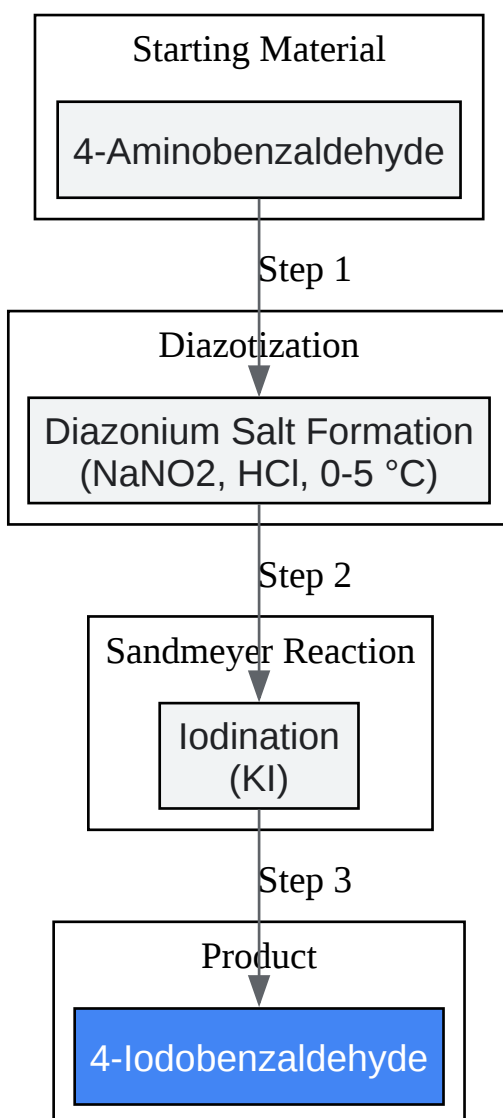 Starting Material
4-Aminobenzaldehyde
Step 1
Diazotization
Diazonium Salt Formation
(NaNO2, HCl, 0-5 °C)
Step 2
Sandmeyer Reaction
Iodination
(KI)
Step 3
Product
4-Iodobenzaldehyde